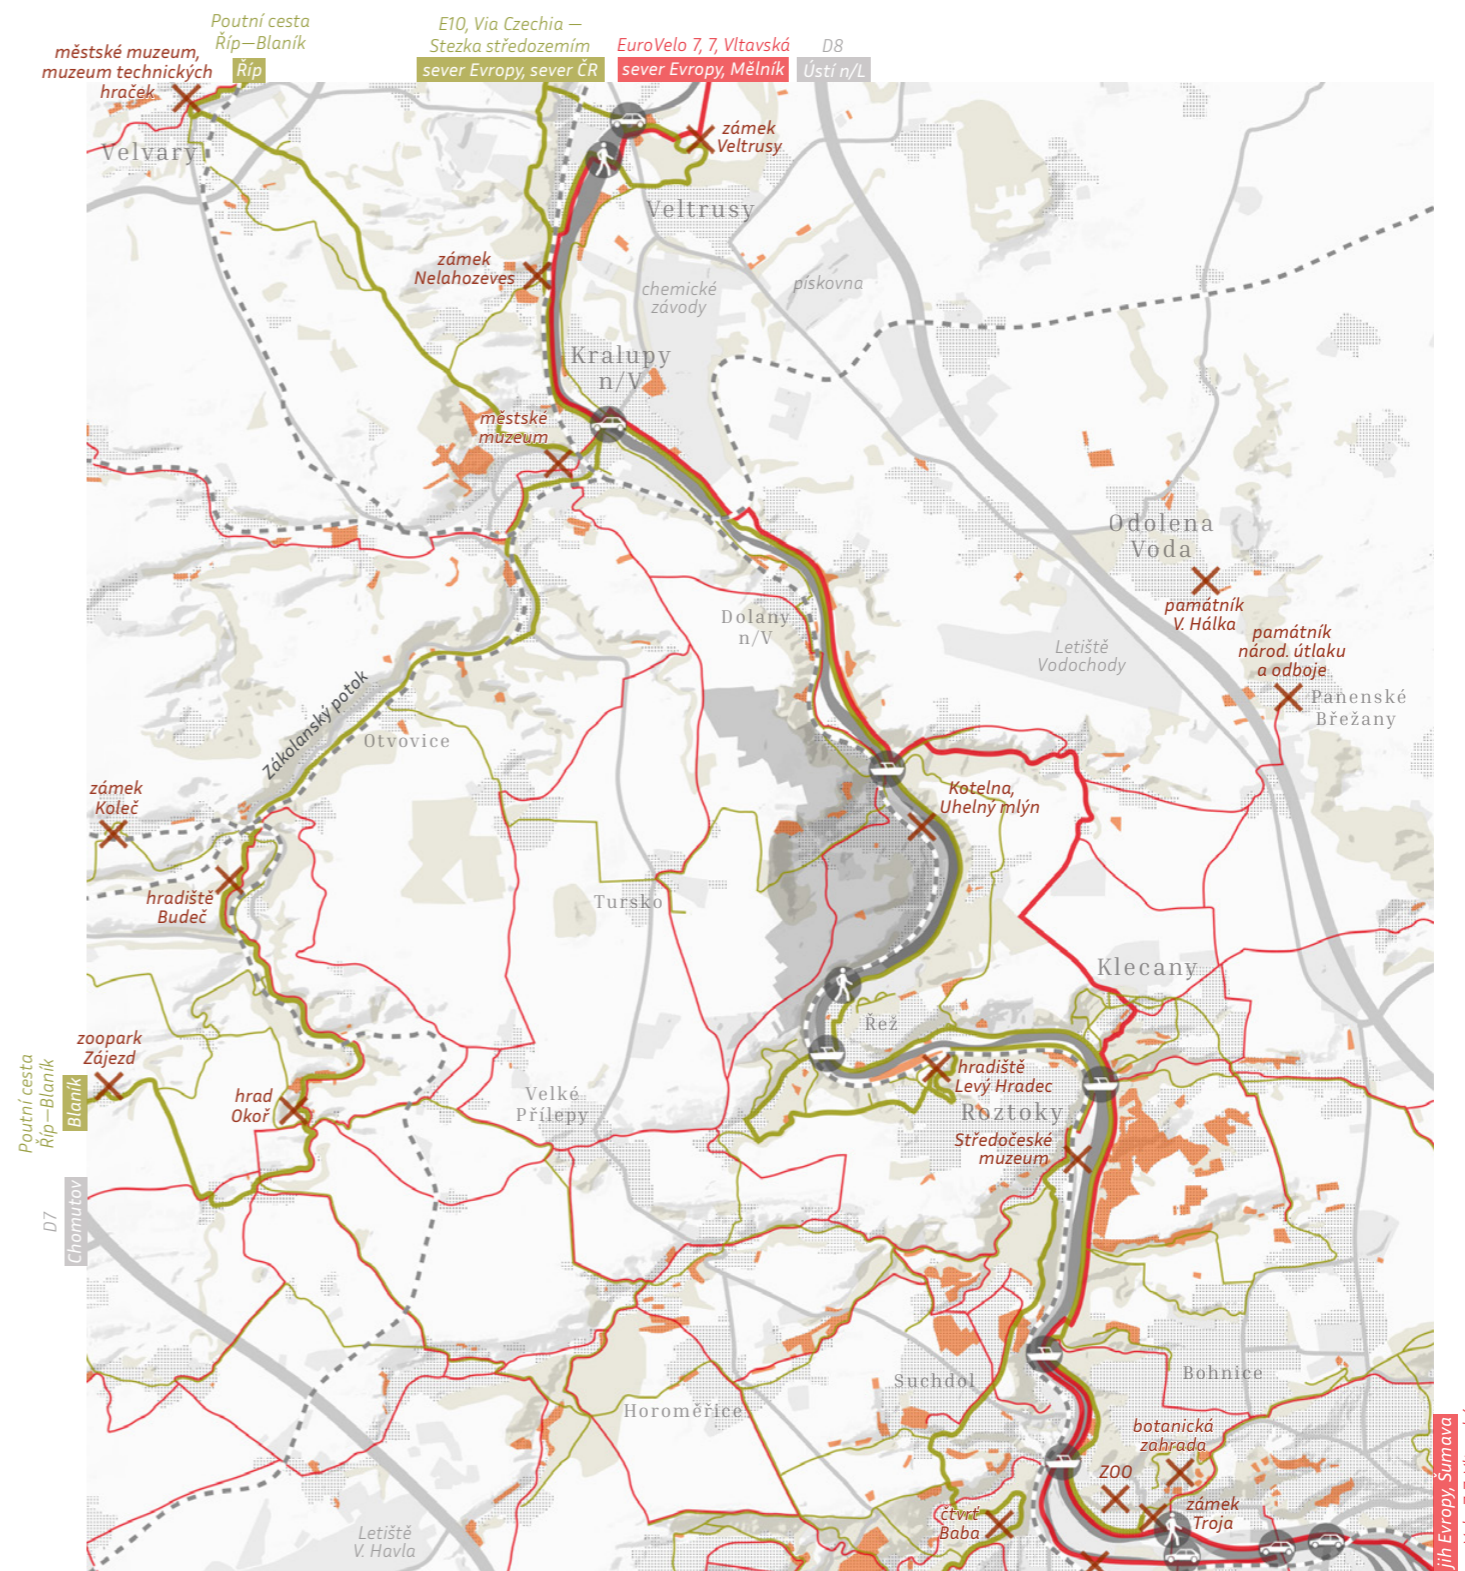 Poutní cesta
Říp—Blaník
Říp
E10, Via Czechia —
Stezka středozemím
sever Evropy, sever ČR
EuroVelo 7, 7, Vltavská
sever Evropy, Mělník
D8
Ústí n/L
městské muzeum,
muzeum technických
hraček
Velvary
zámek
Veltrusy
Veltrusy
zámek
Nelahozeves
chemické
závody
pískovna
Kralupy
n/V
městské
muzeum
Odolena
Voda
památník
V. Hálka
památník
národ. útlaku
a odboje
Panenské
Břežany
Dolany
n/V
Letiště
Vodochody
Zákolanský potok
Otvovice
zámek
Koleč
Kotelna,
Uhelný mlýn
hradiště
Budeč
Tursko
Klecany
Řež
zoopark
Zájezd
Poutní cesta
Říp—Blaník
Blaník
hrad
Okoř
Velké
Přílepy
hradiště
Levý Hradec
Roztoky
Středočeské
muzeum
D7
Chomutov
Suchdol
Bohnice
Horoměřice
botanická
zahrada
ZOO
zámek
Troja
čtvrť
Baba
Letiště
V. Havla
jih Evropy, Šumava